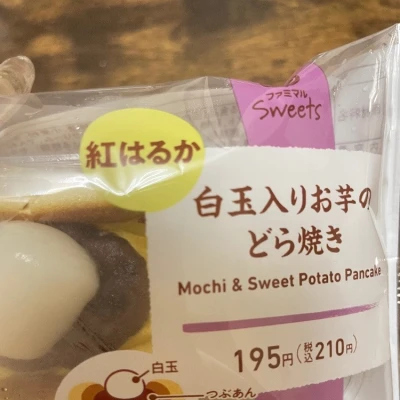 ファミマル
Sweets
紅はるか
白玉入りお芋の
どら焼き
Mochi & Sweet Potato Pancake
195円(税込210円)
白玉
つぶあん